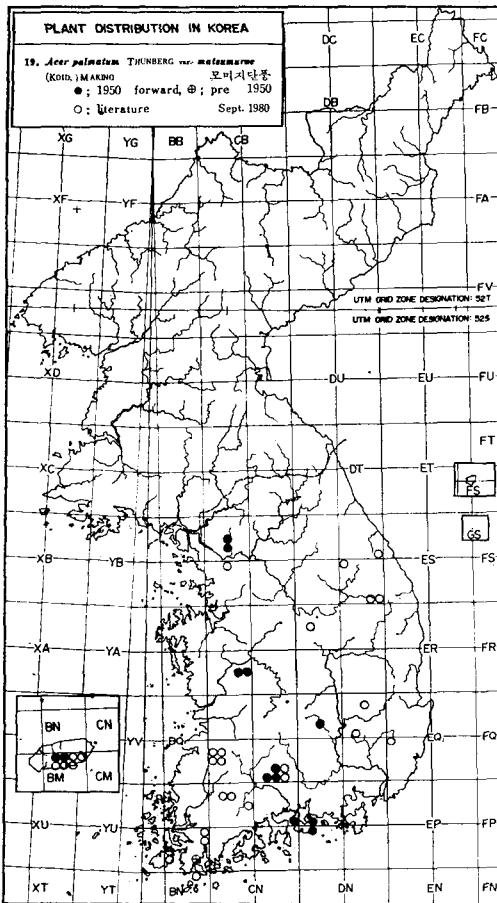 PLANT DISTRIBUTION IN KOREA
19. Acer palmatum THUNBERG var. matsumurae
(KOID.) MAKINO 모미지단풍
●; 1950 forward, ⊕; pre 1950
○; literature Sept. 1980
DC EC FC
DB FB
XG YG BB CB
XF YF FA
FV
UTM GRID ZONE DESIGNATION: 52T
UTM GRID ZONE DESIGNATION: 52S
XD DU EU FU
FT
XC DT ET
FS
GS
XB YB ES FS
XA YA ER FR
BN CN
YV BQ EQ FQ
BM CM
XU YU EP FP
XT YT BN CN DN EN FN